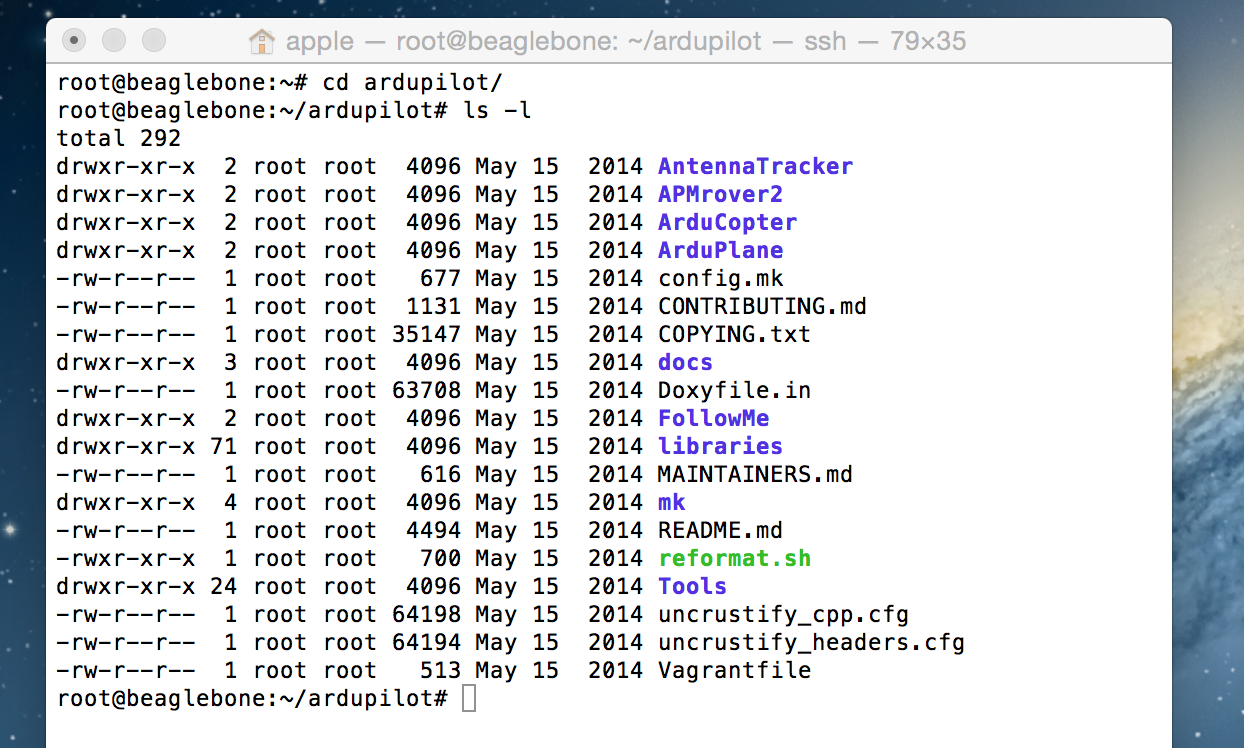 apple — root@beaglebone: ~/ardupilot — ssh — 79×35
root@beaglebone:~# cd ardupilot/
root@beaglebone:~/ardupilot# ls -l
total 292
drwxr-xr-x  2 root root  4096 May 15  2014 AntennaTracker
drwxr-xr-x  2 root root  4096 May 15  2014 APMrover2
drwxr-xr-x  2 root root  4096 May 15  2014 ArduCopter
drwxr-xr-x  2 root root  4096 May 15  2014 ArduPlane
-rw-r--r--  1 root root   677 May 15  2014 config.mk
-rw-r--r--  1 root root  1131 May 15  2014 CONTRIBUTING.md
-rw-r--r--  1 root root 35147 May 15  2014 COPYING.txt
drwxr-xr-x  3 root root  4096 May 15  2014 docs
-rw-r--r--  1 root root 63708 May 15  2014 Doxyfile.in
drwxr-xr-x  2 root root  4096 May 15  2014 FollowMe
drwxr-xr-x 71 root root  4096 May 15  2014 libraries
-rw-r--r--  1 root root   616 May 15  2014 MAINTAINERS.md
drwxr-xr-x  4 root root  4096 May 15  2014 mk
-rw-r--r--  1 root root  4494 May 15  2014 README.md
-rwxr-xr-x  1 root root   700 May 15  2014 reformat.sh
drwxr-xr-x 24 root root  4096 May 15  2014 Tools
-rw-r--r--  1 root root 64198 May 15  2014 uncrustify_cpp.cfg
-rw-r--r--  1 root root 64194 May 15  2014 uncrustify_headers.cfg
-rw-r--r--  1 root root   513 May 15  2014 Vagrantfile
root@beaglebone:~/ardupilot#